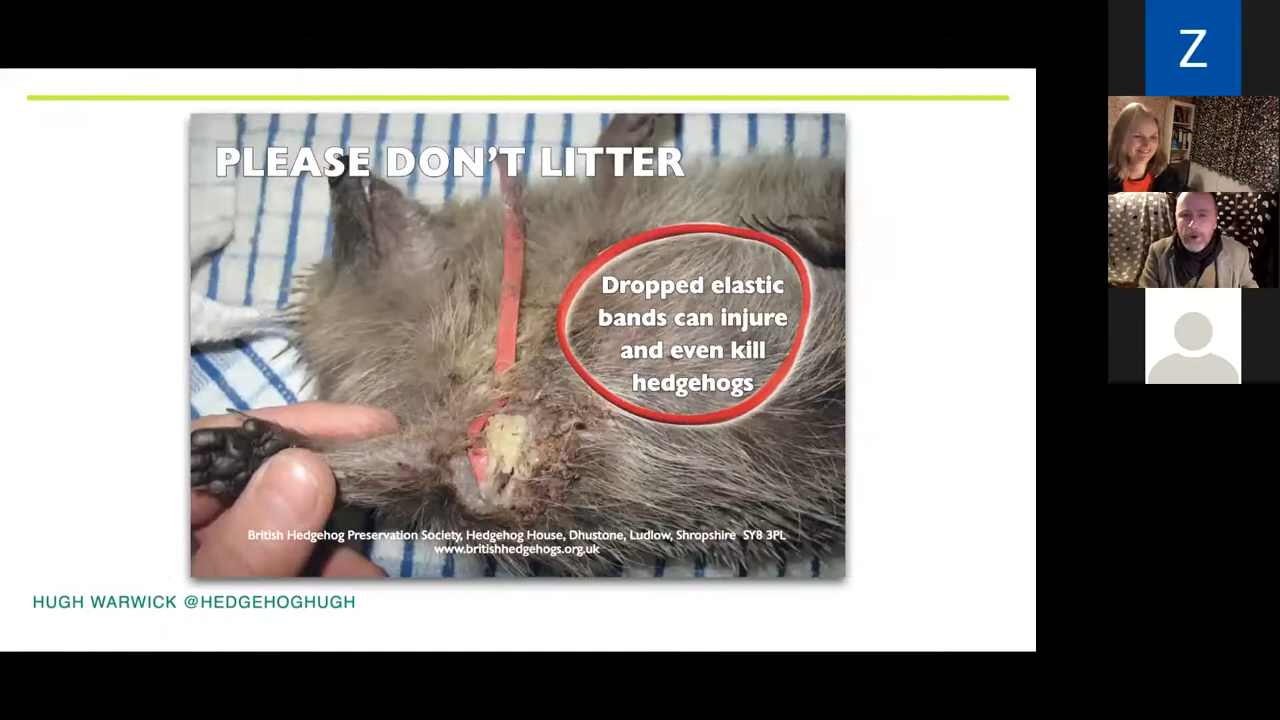 PLEASE DON'T LITTER
Dropped elastic
bands can injure
and even kill
hedgehogs
British Hedgehog Preservation Society, Hedgehog House, Dhustone, Ludlow, Shropshire SY8 3PL
www.britishhedgehogs.org.uk
HUGH WARWICK @HEDGEHOGHUGH
Z